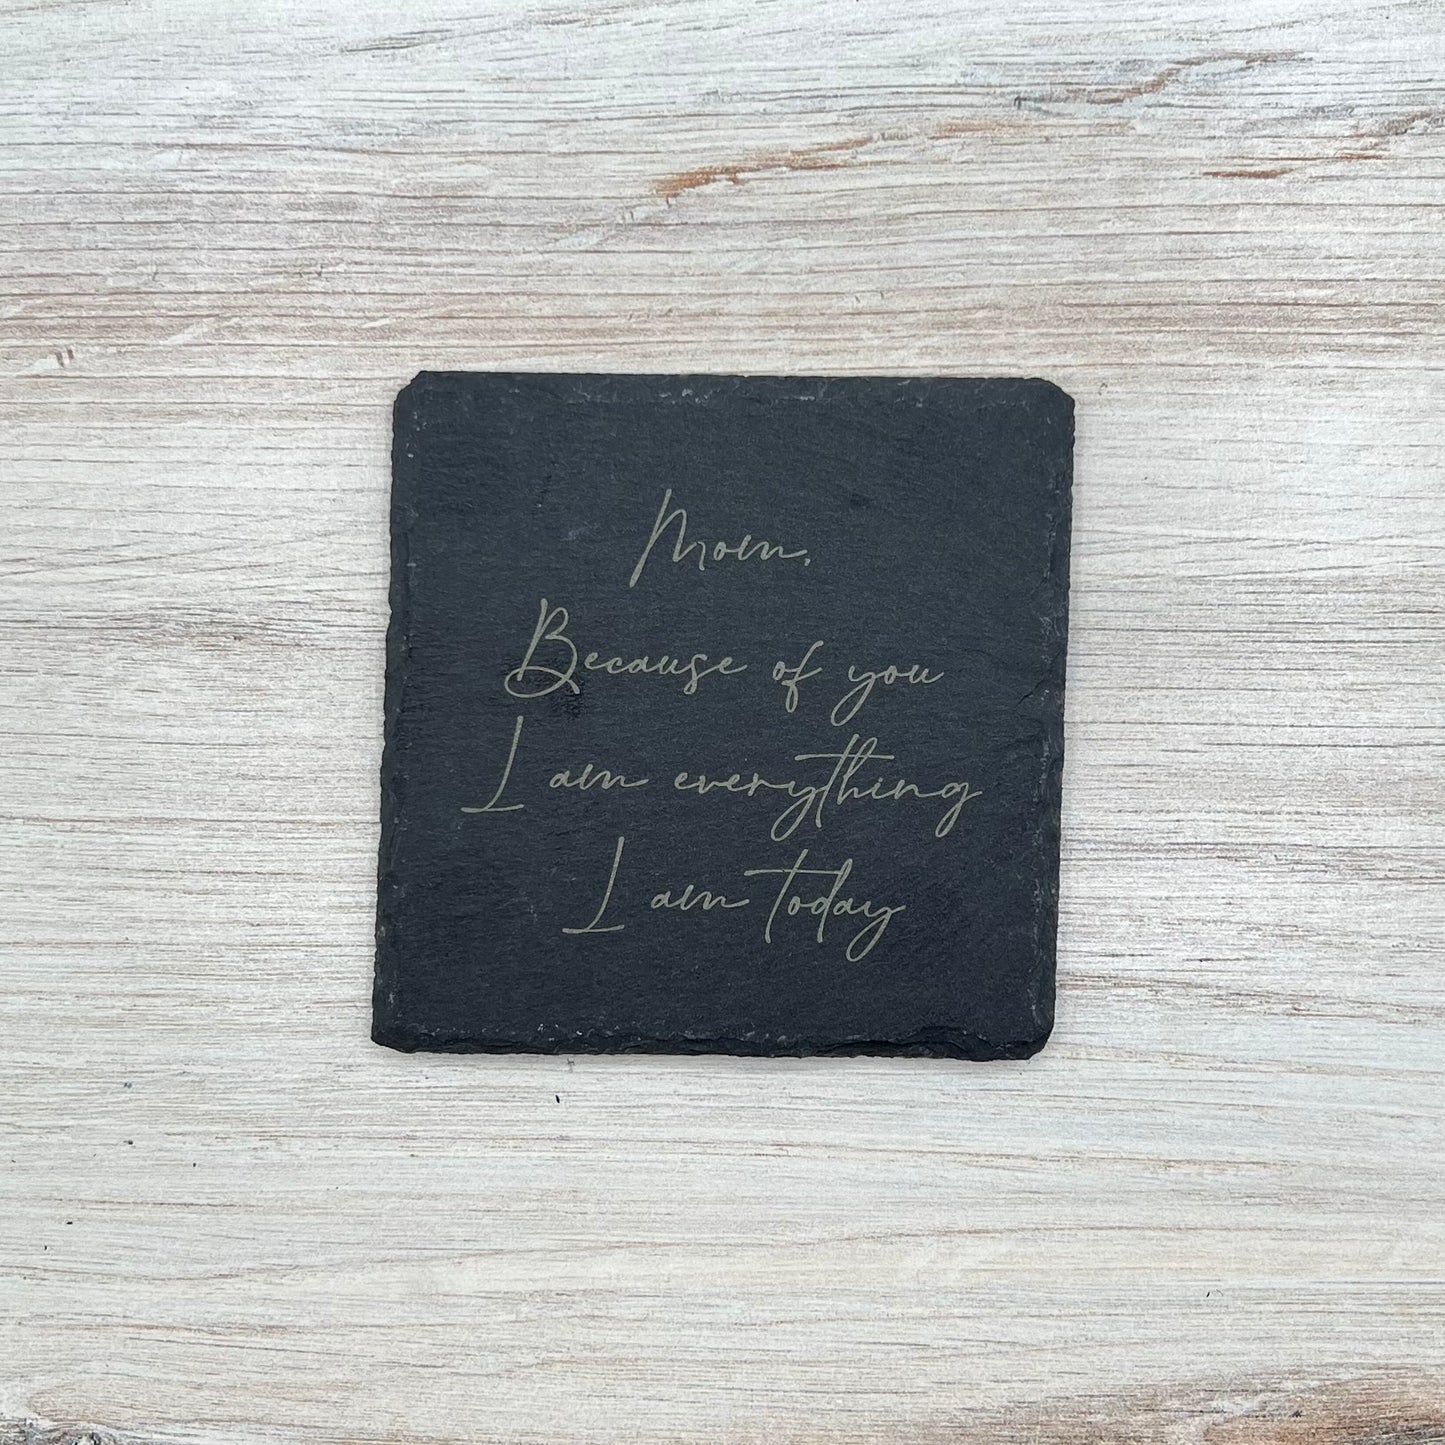 Mom,
Because of you
I am everything
I am today